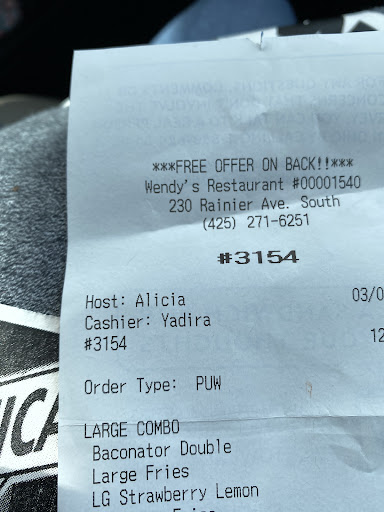 ***FREE OFFER ON BACK!!***
Wendy's Restaurant #00001540
230 Rainier Ave. South
(425) 271-6251
#3154
Host: Alicia 03/0
Cashier: Yadira
#3154 12
Order Type: PUW
LARGE COMBO
Baconator Double
Large Fries
LG Strawberry Lemon
ICA